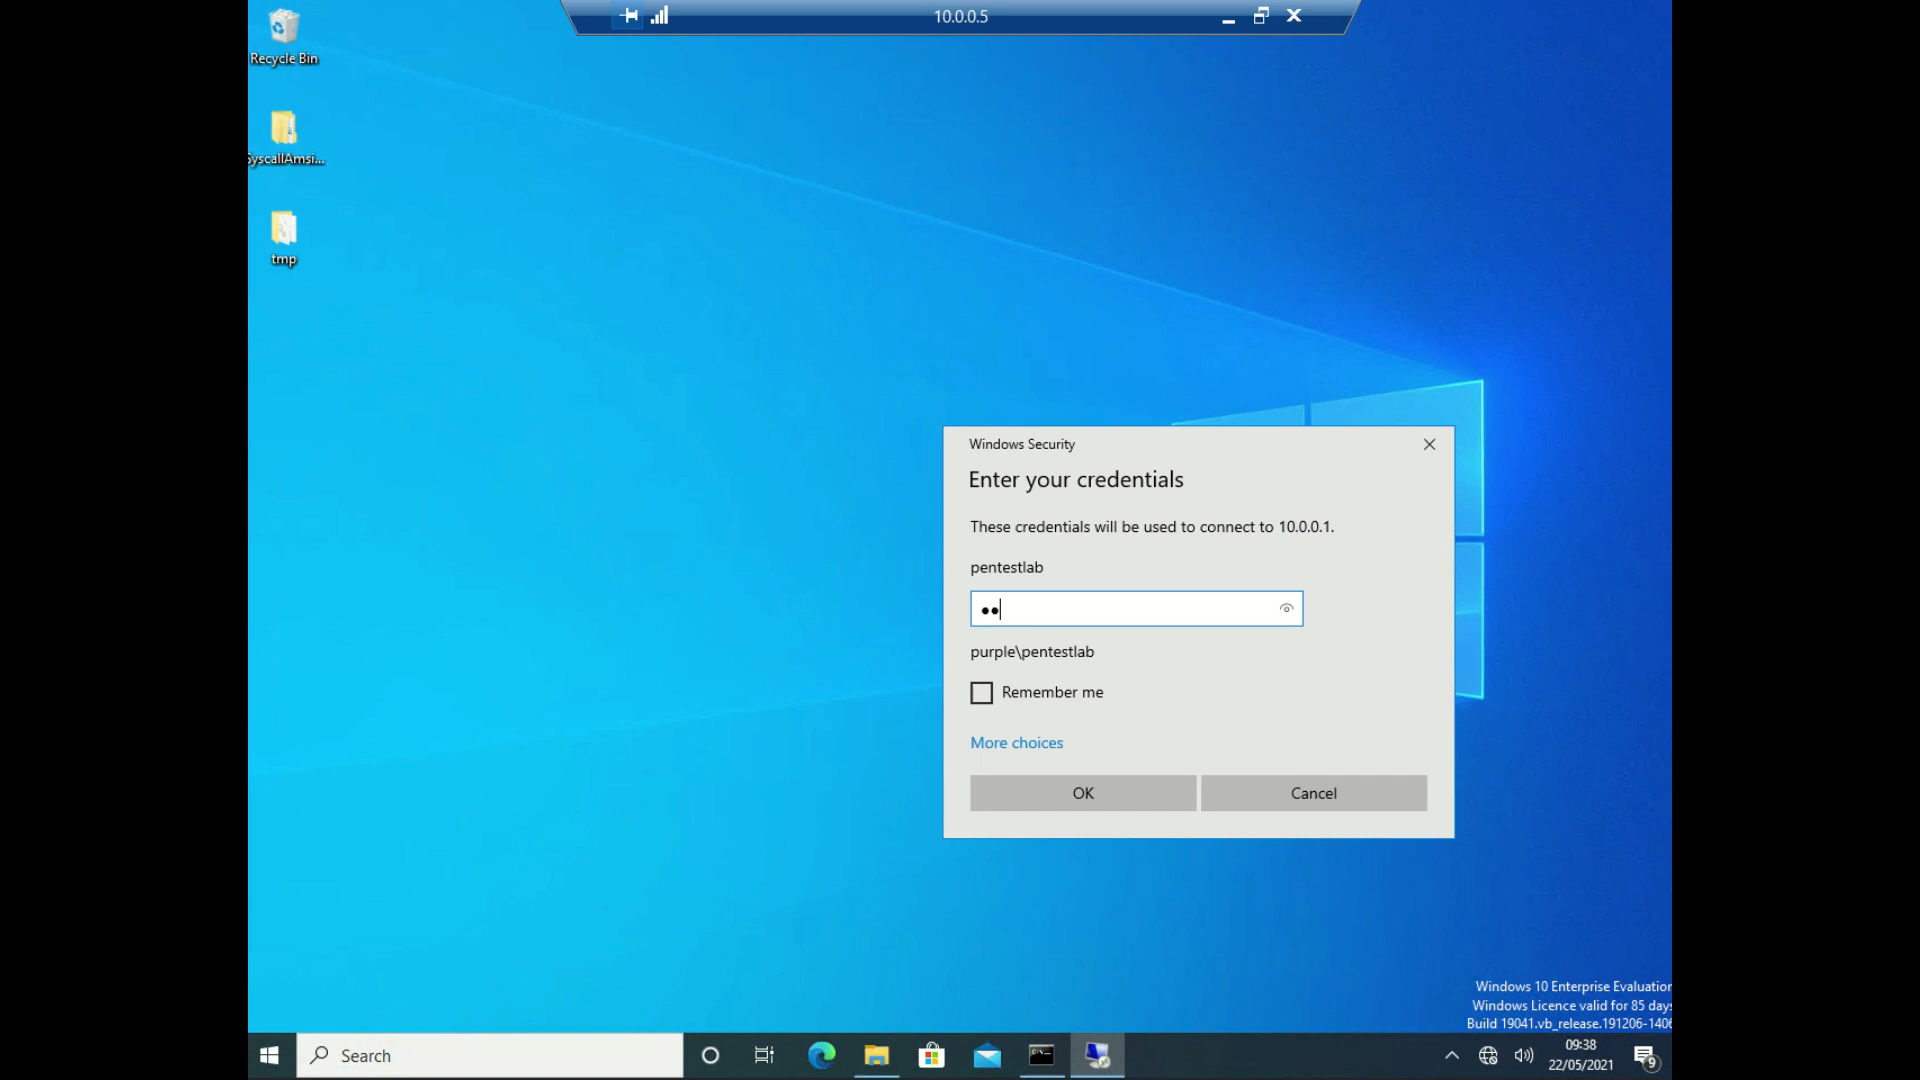 10.0.0.5
Recycle Bin
SyscallAmsi...
tmp
Windows Security
Enter your credentials
These credentials will be used to connect to 10.0.0.1.
pentestlab
purple\pentestlab
Remember me
More choices
OK
Cancel
Windows 10 Enterprise Evaluation
Windows Licence valid for 85 days
Build 19041.vb_release.191206-1406
Search
09:38
22/05/2021
9